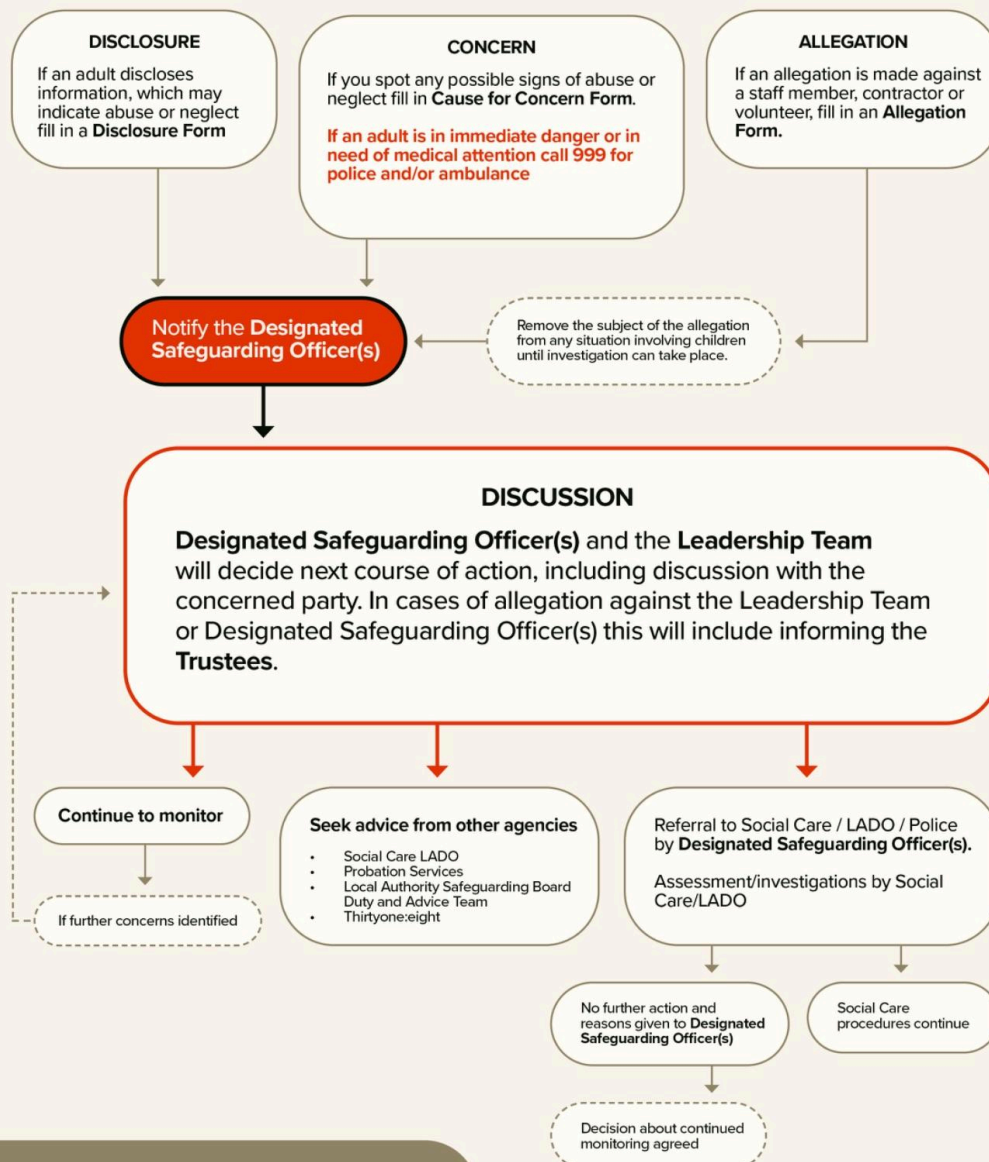 DISCLOSURE
If an adult discloses
information, which may
indicate abuse or neglect
fill in a Disclosure Form
CONCERN
If you spot any possible signs of abuse or
neglect fill in Cause for Concern Form.
If an adult is in immediate danger or in
need of medical attention call 999 for
police and/or ambulance
ALLEGATION
If an allegation is made against
a staff member, contractor or
volunteer, fill in an Allegation
Form.
Notify the Designated
Safeguarding Officer(s)
Remove the subject of the allegation
from any situation involving children
until investigation can take place.
DISCUSSION
Designated Safeguarding Officer(s) and the Leadership Team
will decide next course of action, including discussion with the
concerned party. In cases of allegation against the Leadership Team
or Designated Safeguarding Officer(s) this will include informing the
Trustees.
Continue to monitor
If further concerns identified
Seek advice from other agencies
• Social Care LADO
• Probation Services
• Local Authority Safeguarding Board
Duty and Advice Team
• Thirtyone:eight
Referral to Social Care / LADO / Police
by Designated Safeguarding Officer(s).
Assessment/investigations by Social
Care/LADO
No further action and
reasons given to Designated
Safeguarding Officer(s)
Social Care
procedures continue
Decision about continued
monitoring agreed